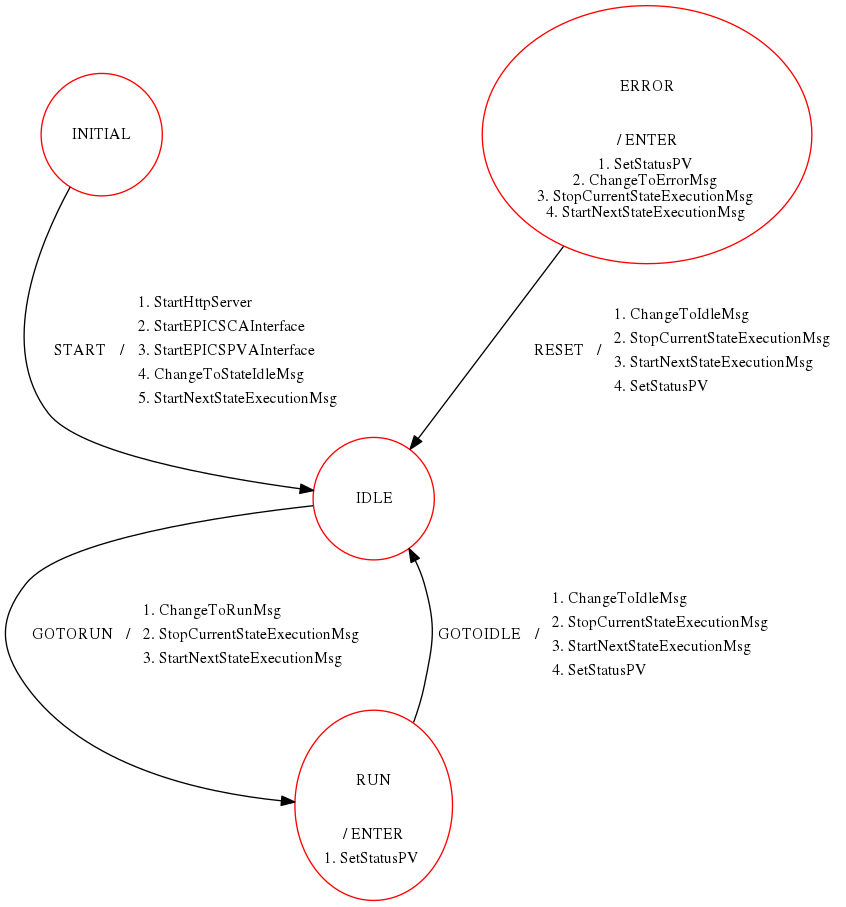 ERROR
/ ENTER
1. SetStatusPV
2. ChangeToErrorMsg
3. StopCurrentStateExecutionMsg
4. StartNextStateExecutionMsg
INITIAL
START /
1. StartHttpServer
2. StartEPICSCAInterface
3. StartEPICSPVAInterface
4. ChangeToStateIdleMsg
5. StartNextStateExecutionMsg
RESET /
1. ChangeToIdleMsg
2. StopCurrentStateExecutionMsg
3. StartNextStateExecutionMsg
4. SetStatusPV
IDLE
GOTORUN /
1. ChangeToRunMsg
2. StopCurrentStateExecutionMsg
3. StartNextStateExecutionMsg
GOTOIDLE /
1. ChangeToIdleMsg
2. StopCurrentStateExecutionMsg
3. StartNextStateExecutionMsg
4. SetStatusPV
RUN
/ ENTER
1. SetStatusPV